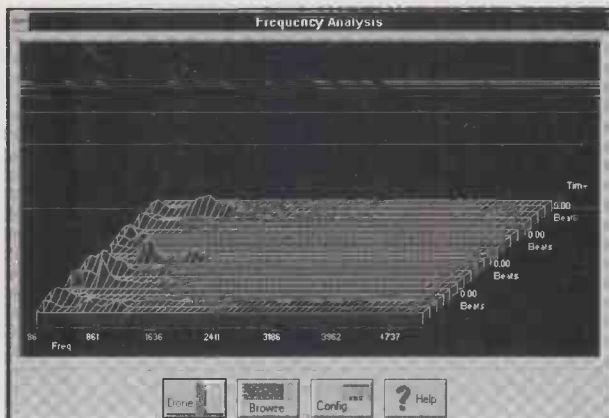 Frequency Analysis
Time
0.00
Beats
0.00
Beats
0.00
Beats
0.00
Beats
86 861 1636 2411 3186 3962 4737
Freq
Done Browse Config ? Help